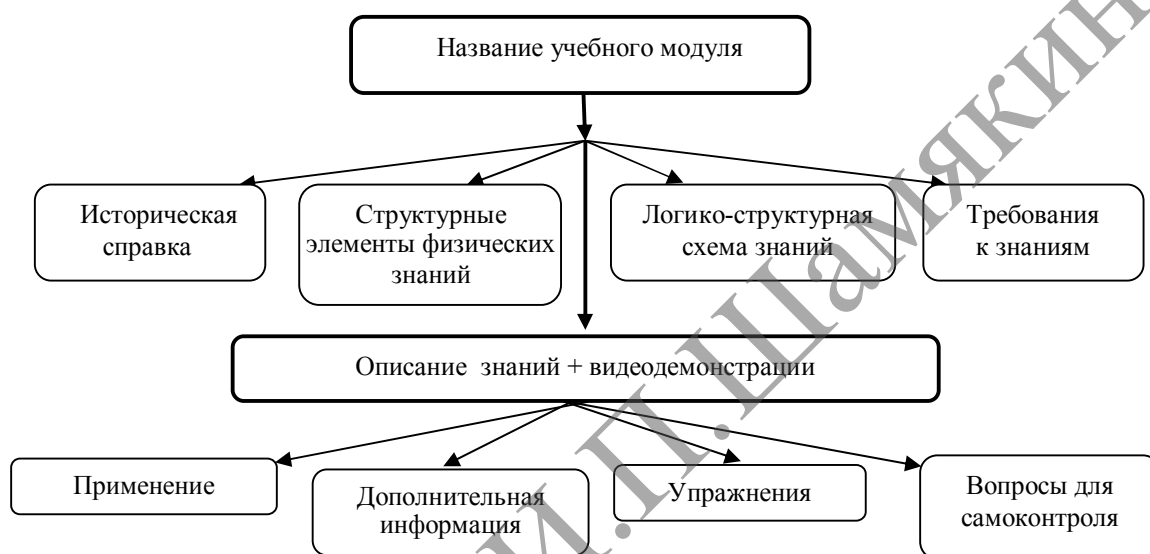 Название учебного модуля
Историческая
справка
Структурные
элементы физических
знаний
Логико-структурная
схема знаний
Требования
к знаниям
Описание знаний + видеодемонстрации
Применение
Дополнительная
информация
Упражнения
Вопросы для
самоконтроля
И.П.Шамякин